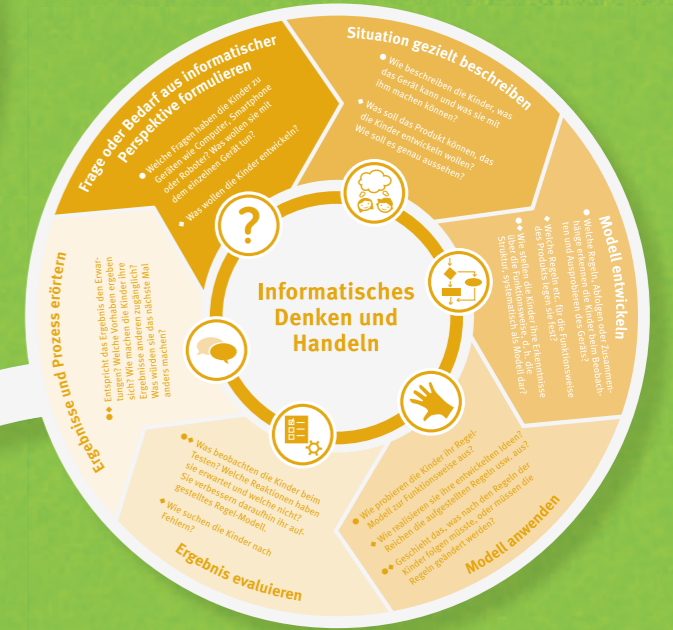 Informatisches
Denken und
Handeln
Frage oder Bedarf aus informatischer
Perspektive formulieren
● Welche Fragen haben die Kinder zu
Geräten wie Computer, Smartphone
oder Roboter? Was wollen sie mit
dem einzelnen Gerät tun?
◆ Was wollen die Kinder entwickeln?
?
Situation gezielt beschreiben
● Wie beschreiben die Kinder, was
das Gerät kann und was sie mit
ihm machen können?
◆ Was soll das Produkt können, das
die Kinder entwickeln wollen?
Wie soll es genau aussehen?
Modell entwickeln
● Welche Regeln, Abfolgen oder Zusammen-
hänge erkennen die Kinder beim Beobach-
ten und Ausprobieren des Geräts?
◆ Welche Regeln etc. für die Funktionsweise
des Produkts legen sie fest?
●◆ Wie stellen die Kinder ihre Erkenntnisse
über die Funktionsweise, d. h. die
Struktur, systematisch als Modell dar?
Modell anwenden
● Wie probieren die Kinder ihr Regel-
Modell zur Funktionsweise aus?
◆ Wie realisieren sie ihre entwickelten Ideen?
Reichen die aufgestellten Regeln usw. aus?
●◆ Geschieht das, was nach den Regeln der
Kinder folgen müsste, oder müssen die
Regeln geändert werden?
Ergebnis evaluieren
●◆ Was beobachten die Kinder beim
Testen? Welche Reaktionen haben
sie erwartet und welche nicht?
Sie verbessern daraufhin ihr auf-
gestelltes Regel-Modell.
◆ Wie suchen die Kinder nach
Fehlern?
Ergebnisse und Prozess erörtern
●◆ Entspricht das Ergebnis den Erwar-
tungen? Welche Vorhaben ergeben
sich? Wie machen die Kinder ihre
Ergebnisse anderen zugänglich?
Was würden sie das nächste Mal
anders machen?